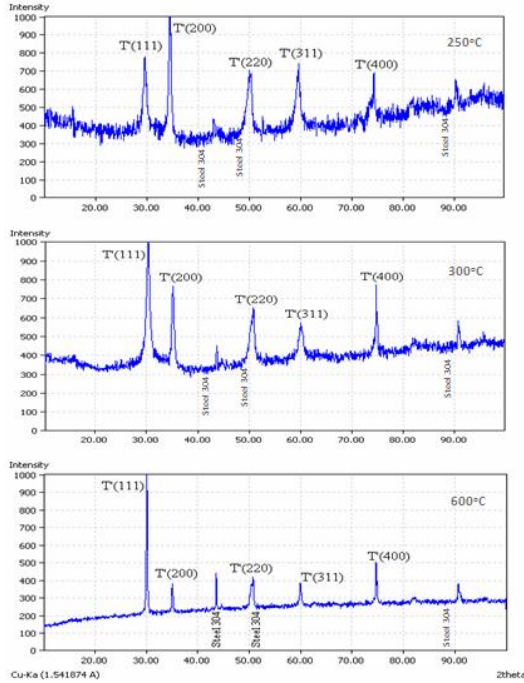 Intensity
1000
900
800
700
600
500
400
300
200
100
0
T'(111)
T'(200)
T'(220)
T'(311)
T'(400)
250°C
Steel 304
Steel 304
Steel 304
20.00 30.00 40.00 50.00 60.00 70.00 80.00 90.00
Intensity
1000
900
800
700
600
500
400
300
200
100
0
T'(111)
T'(200)
T'(220)
T'(311)
T'(400)
300°C
Steel 304
Steel 304
Steel 304
20.00 30.00 40.00 50.00 60.00 70.00 80.00 90.00
Intensity
1000
900
800
700
600
500
400
300
200
100
0
T'(111)
T'(200)
T'(220)
T'(311)
T'(400)
600°C
Steel 304
Steel 304
Steel 304
20.00 30.00 40.00 50.00 60.00 70.00 80.00 90.00
Cu-Ka (1.541874 A) 2theta